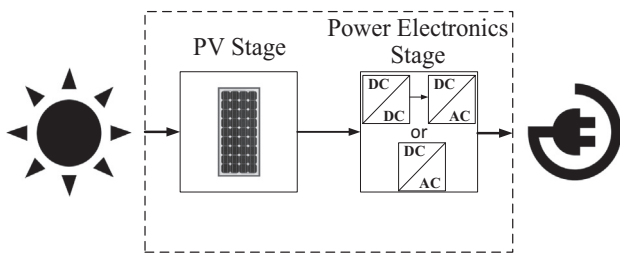 PV Stage
Power Electronics
Stage
DC
DC
DC
AC
or
DC
AC